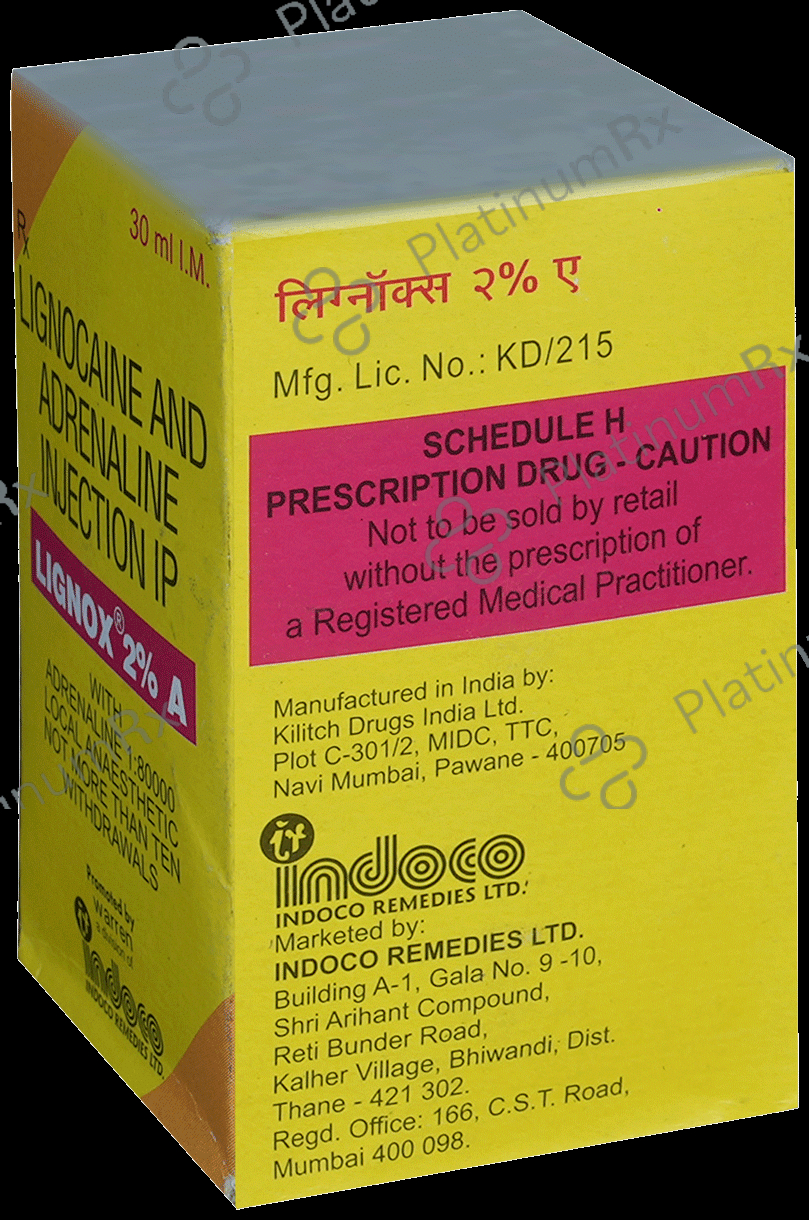 30 ml I.M.
Rx
LIGNOCAINE AND
ADRENALINE
INJECTION IP
LIGNOX® 2% A
WITH
ADRENALINE 1:80000
LOCAL ANAESTHETIC
NOT MORE THAN TEN
WITHDRAWALS
Promoted by
warren
a division of
indoco
INDOCO REMEDIES LTD.
लिग्नॉक्स २% ए
Mfg. Lic. No.: KD/215
SCHEDULE H
PRESCRIPTION DRUG - CAUTION
Not to be sold by retail
without the prescription of
a Registered Medical Practitioner.
Manufactured in India by:
Kilitch Drugs India Ltd.
Plot C-301/2, MIDC, TTC,
Navi Mumbai, Pawane - 400705
indoco
INDOCO REMEDIES LTD.
Marketed by:
INDOCO REMEDIES LTD.
Building A-1, Gala No. 9 -10,
Shri Arihant Compound,
Reti Bunder Road,
Kalher Village, Bhiwandi, Dist.
Thane - 421 302.
Regd. Office: 166, C.S.T. Road,
Mumbai 400 098.
PlatinumRx
PlatinumRx
PlatinumRx